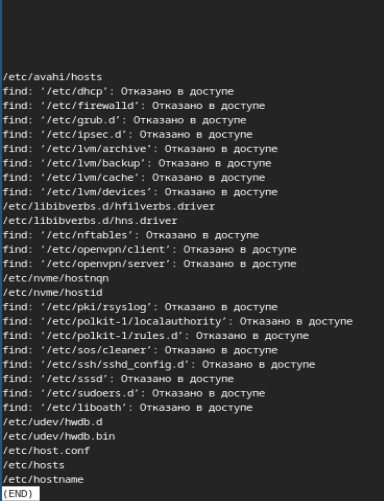 /etc/avahi/hosts
find: ‘/etc/dhcp’: Отказано в доступе
find: ‘/etc/firewalld’: Отказано в доступе
find: ‘/etc/grub.d’: Отказано в доступе
find: ‘/etc/ipsec.d’: Отказано в доступе
find: ‘/etc/lvm/archive’: Отказано в доступе
find: ‘/etc/lvm/backup’: Отказано в доступе
find: ‘/etc/lvm/cache’: Отказано в доступе
find: ‘/etc/lvm/devices’: Отказано в доступе
/etc/libibverbs.d/hfi1verbs.driver
/etc/libibverbs.d/hns.driver
find: ‘/etc/nftables’: Отказано в доступе
find: ‘/etc/openvpn/client’: Отказано в доступе
find: ‘/etc/openvpn/server’: Отказано в доступе
/etc/nvme/hostnqn
/etc/nvme/hostid
find: ‘/etc/pki/rsyslog’: Отказано в доступе
find: ‘/etc/polkit-1/localauthority’: Отказано в доступе
find: ‘/etc/polkit-1/rules.d’: Отказано в доступе
find: ‘/etc/sos/cleaner’: Отказано в доступе
find: ‘/etc/ssh/sshd_config.d’: Отказано в доступе
find: ‘/etc/sssd’: Отказано в доступе
find: ‘/etc/sudoers.d’: Отказано в доступе
find: ‘/etc/liboath’: Отказано в доступе
/etc/udev/hwdb.d
/etc/udev/hwdb.bin
/etc/host.conf
/etc/hosts
/etc/hostname
(END)